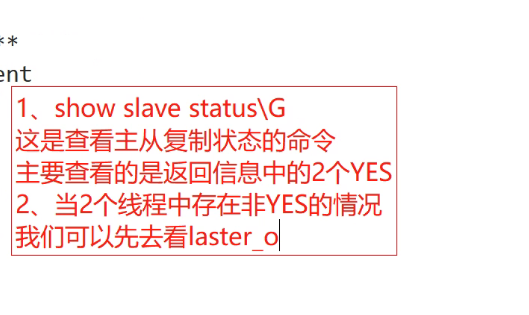 **
ent
1、show slave status\G
这是查看主从复制状态的命令
主要查看的是返回信息中的2个YES
2、当2个线程中存在非YES的情况
我们可以先去看laster_o